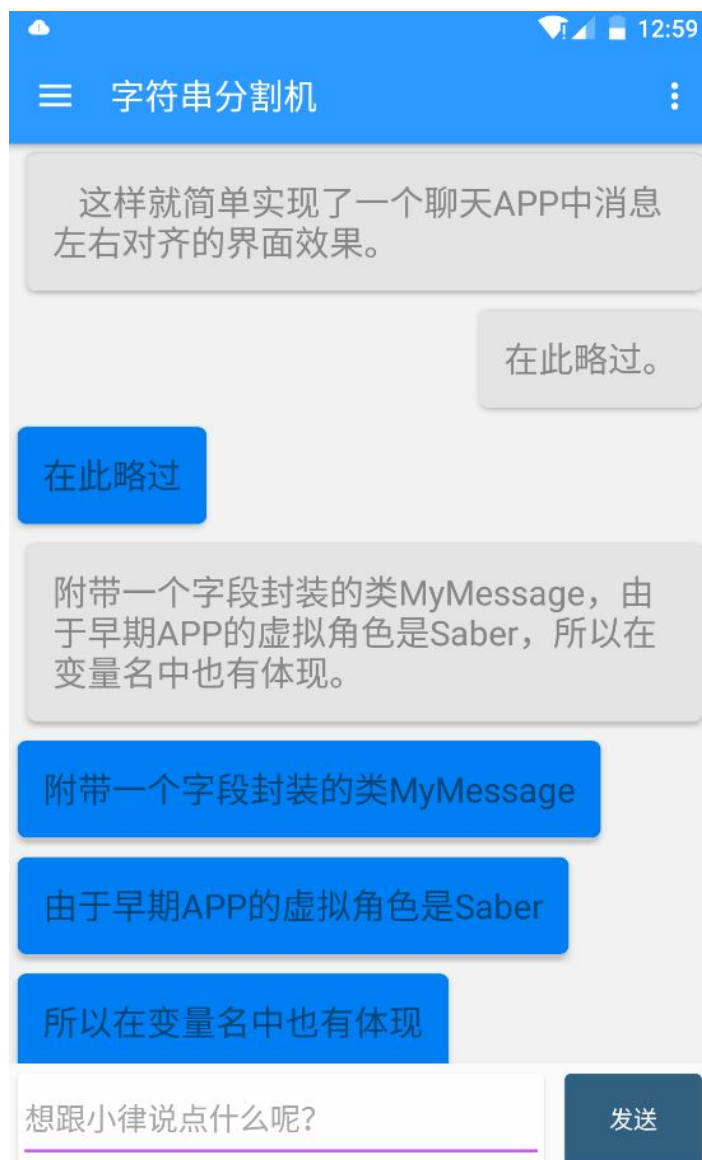 12:59
字符串分割机
这样就简单实现了一个聊天APP中消息
左右对齐的界面效果。
在此略过。
在此略过
附带一个字段封装的类MyMessage，由
于早期APP的虚拟角色是Saber，所以在
变量名中也有体现。
附带一个字段封装的类MyMessage
由于早期APP的虚拟角色是Saber
所以在变量名中也有体现
想跟小律说点什么呢？
发送